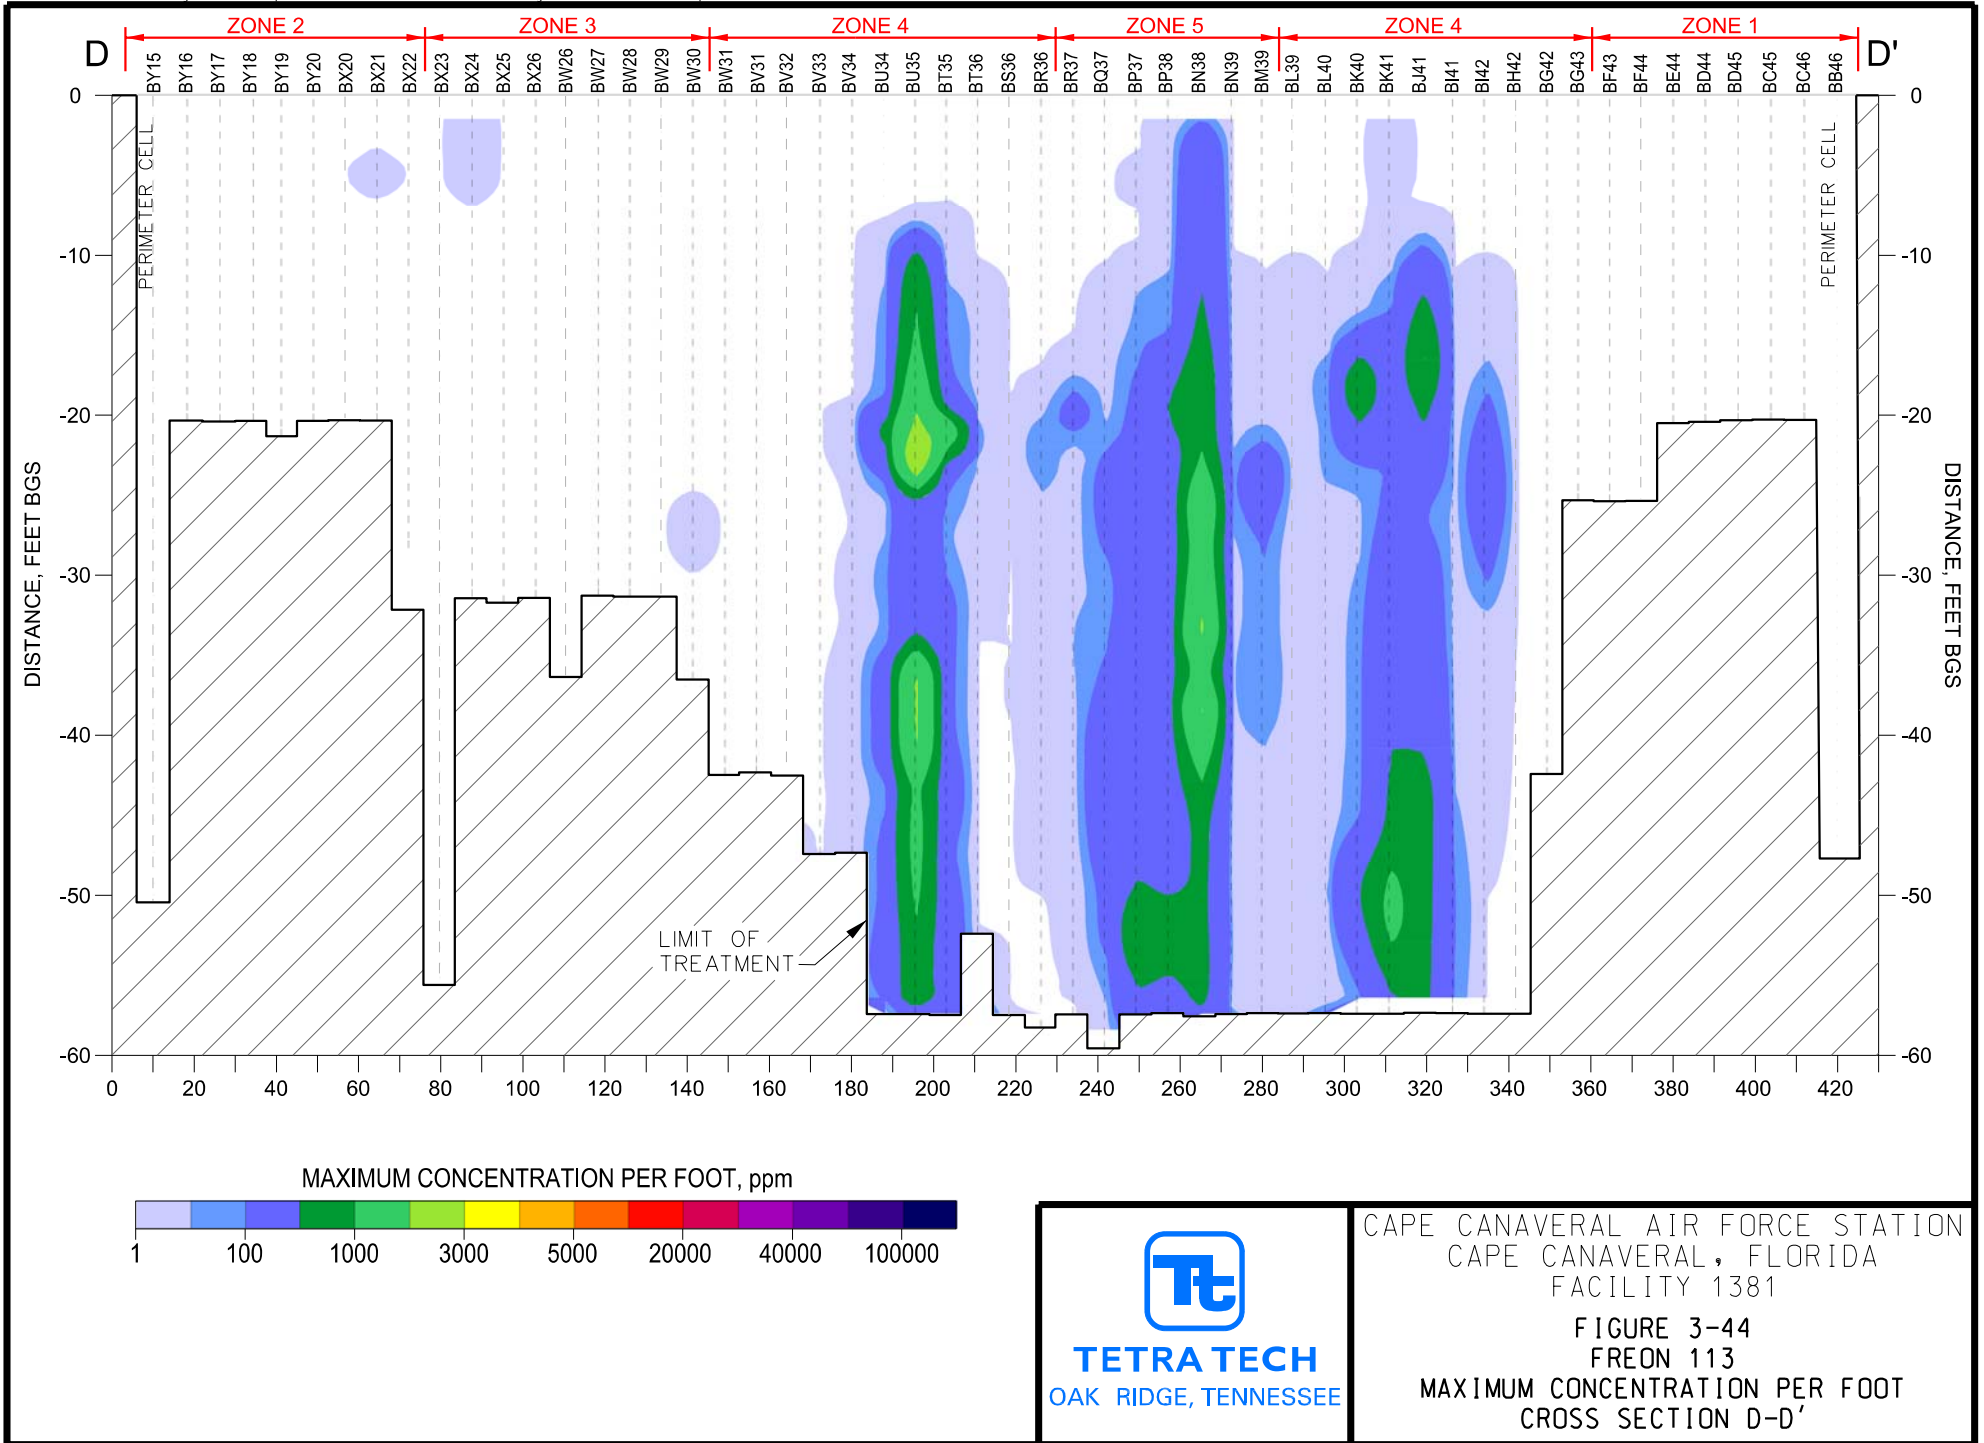 ZONE 2 ZONE 3 ZONE 4 ZONE 5 ZONE 4 ZONE 1
D D'
BY15 BY16 BY17 BY18 BY19 BY20 BX20 BX21 BX22 BX23 BX24 BX25 BX26 BW26 BW27 BW28 BW29 BW30 BW31 BV31 BV32 BV33 BV34 BU34 BU35 BT35 BT36 BS36 BR36 BR37 BQ37 BP37 BP38 BN38 BN39 BM39 BL39 BL40 BK40 BK41 BJ41 BI41 BI42 BH42 BG42 BG43 BF43 BF44 BE44 BD44 BD45 BC45 BC46 BB46
0 0
PERIMETER CELL
PERIMETER CELL
-10 -10
-20 -20
-30 -30
-40 -40
-50 -50
-60 -60
DISTANCE, FEET BGS
DISTANCE, FEET BGS
LIMIT OF
TREATMENT
0 20 40 60 80 100 120 140 160 180 200 220 240 260 280 300 320 340 360 380 400 420
MAXIMUM CONCENTRATION PER FOOT, ppm
1 100 1000 3000 5000 20000 40000 100000
Tt
TETRA TECH
OAK RIDGE, TENNESSEE
CAPE CANAVERAL AIR FORCE STATION
CAPE CANAVERAL, FLORIDA
FACILITY 1381
FIGURE 3-44
FREON 113
MAXIMUM CONCENTRATION PER FOOT
CROSS SECTION D-D'